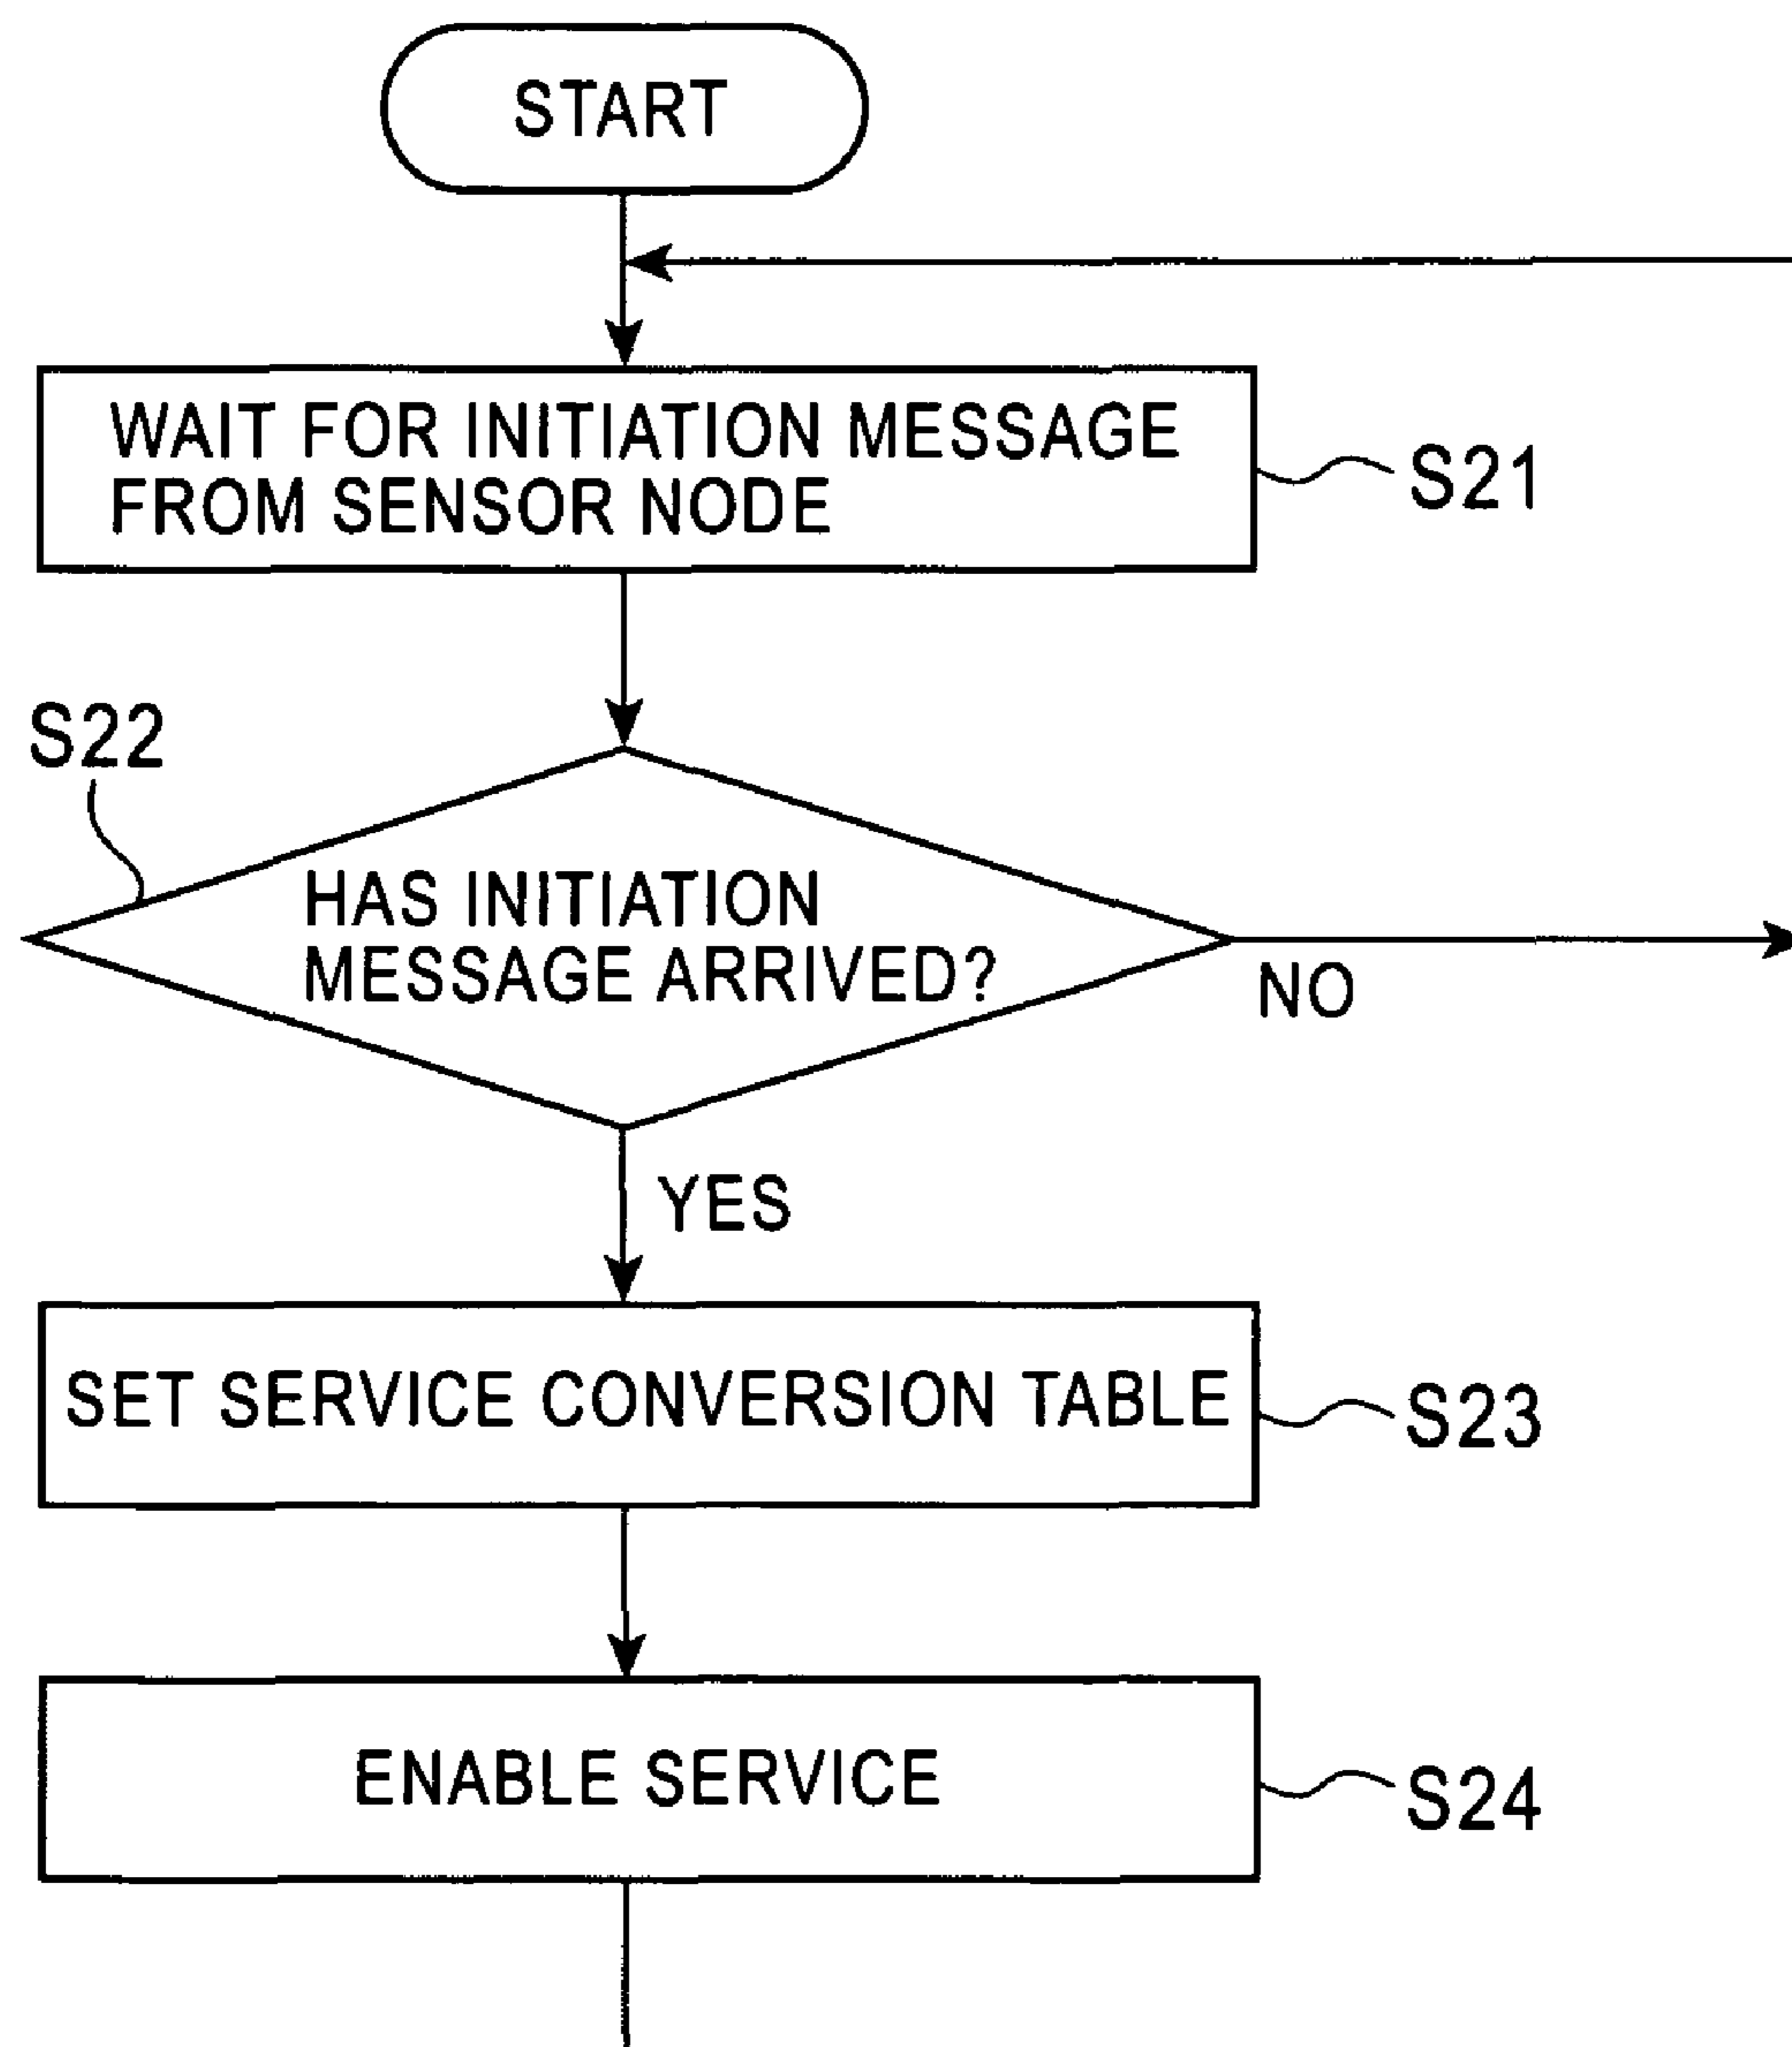 START
WAIT FOR INITIATION MESSAGE
FROM SENSOR NODE
S21
S22
HAS INITIATION
MESSAGE ARRIVED?
NO
YES
SET SERVICE CONVERSION TABLE
S23
ENABLE SERVICE
S24